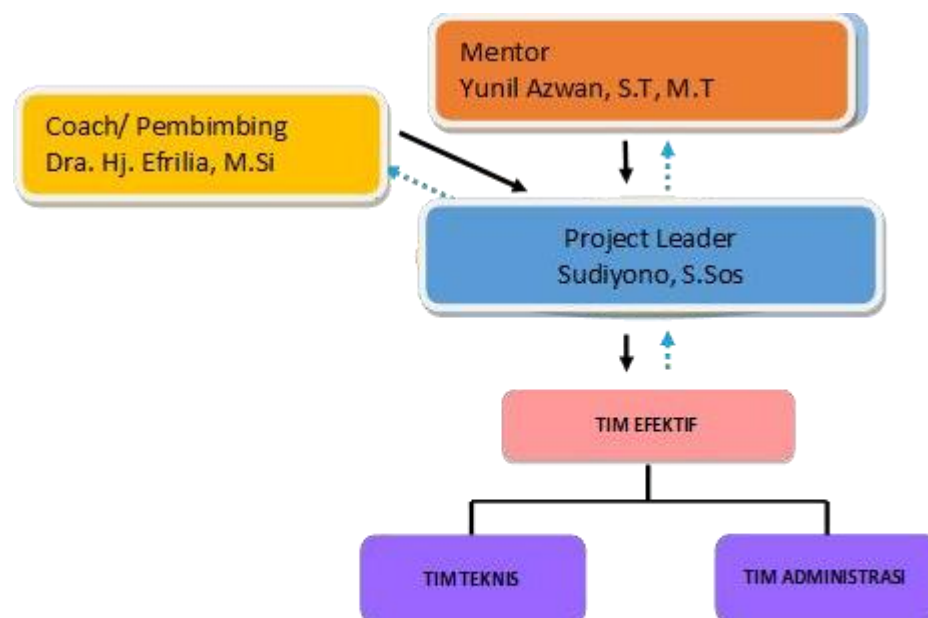 Mentor
Yunil Azwan, S.T, M.T
Coach/ Pembimbing
Dra. Hj. Efrilia, M.Si
Project Leader
Sudiyono, S.Sos
TIM EFEKTIF
TIM TEKNIS
TIM ADMINISTRASI